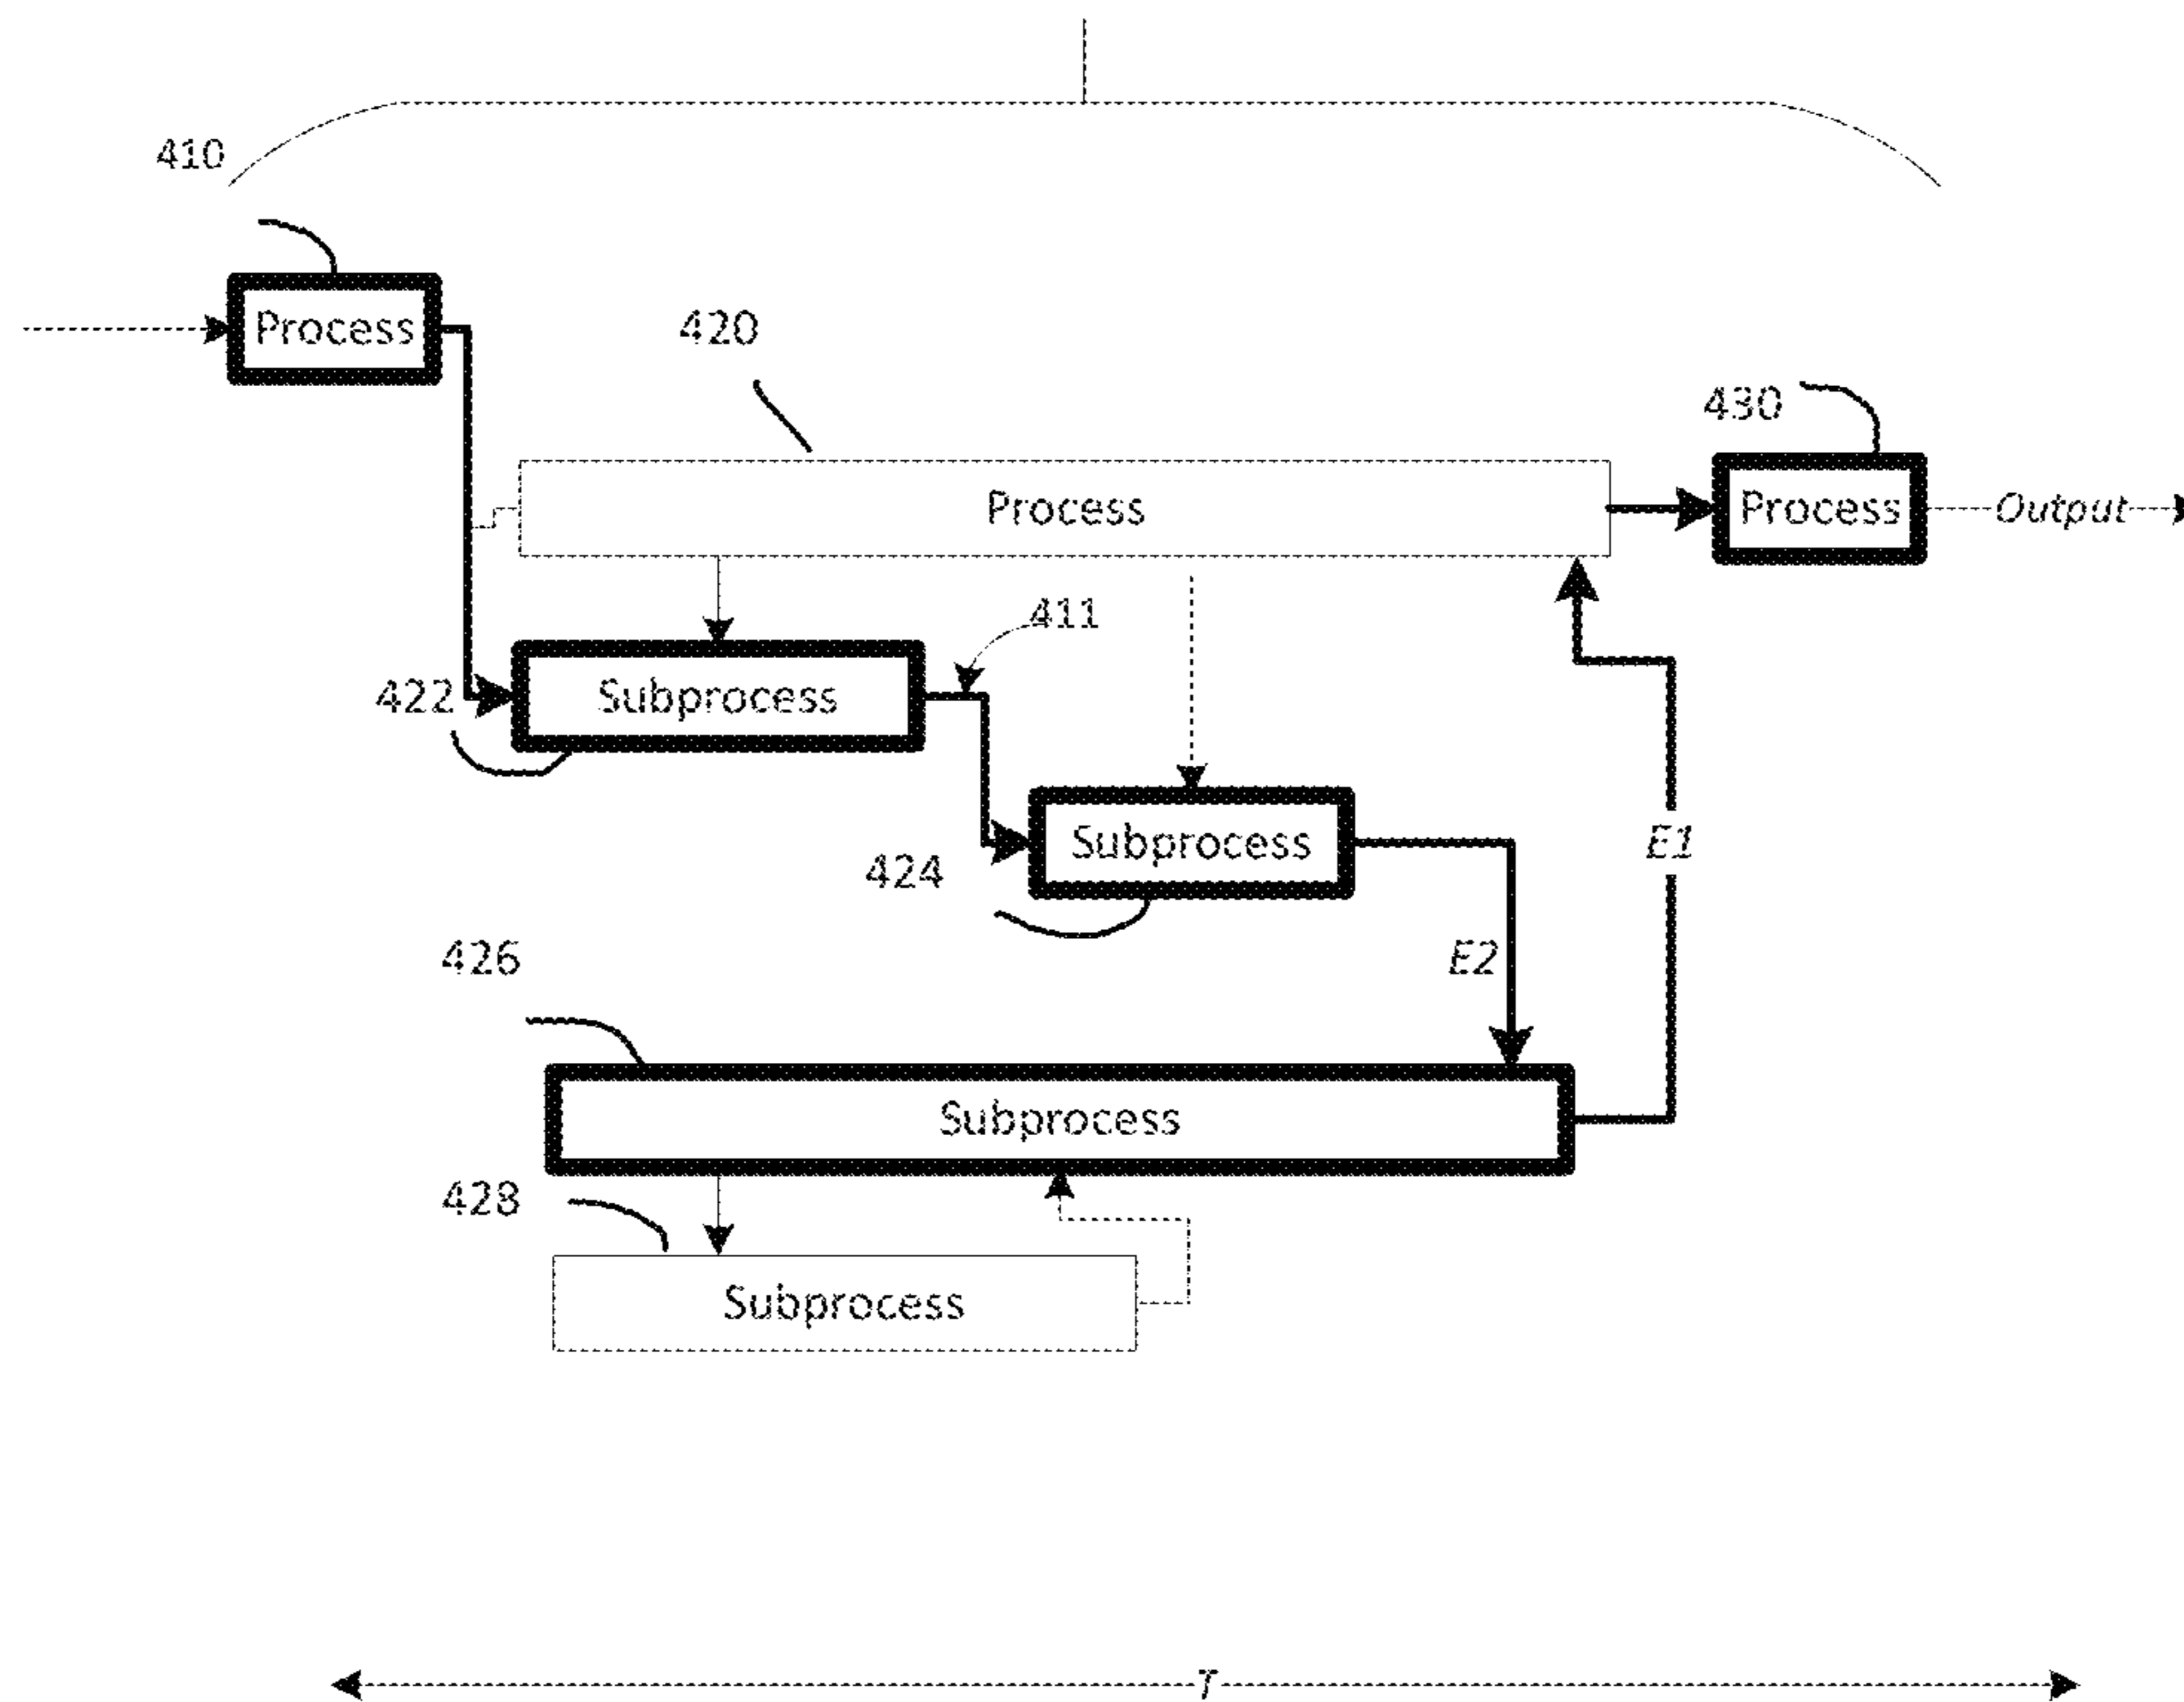 410
Process
420
430
Process
Process
Output
411
422
Subprocess
424
Subprocess
E1
426
E2
Subprocess
428
Subprocess
T